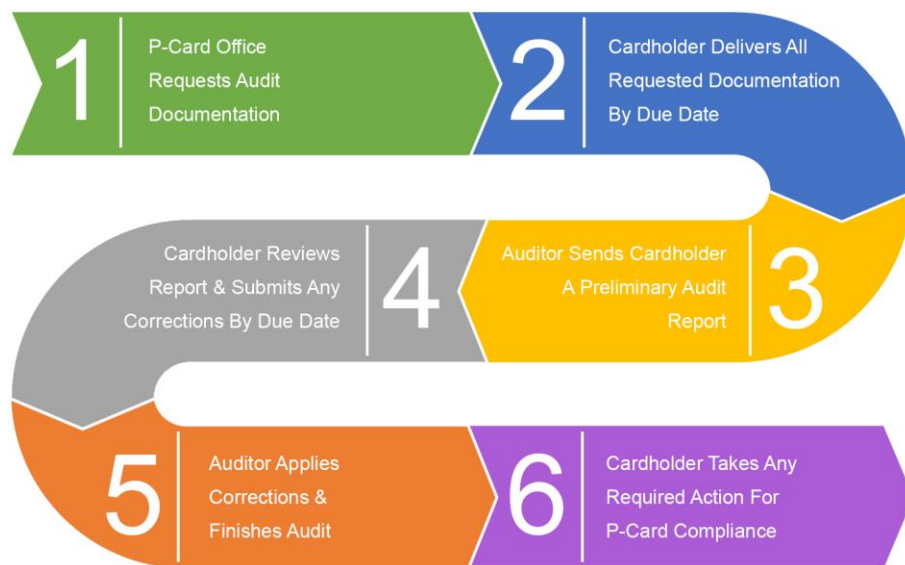 1
P-Card Office
Requests Audit
Documentation
2
Cardholder Delivers All
Requested Documentation
By Due Date
3
Auditor Sends Cardholder
A Preliminary Audit
Report
4
Cardholder Reviews
Report & Submits Any
Corrections By Due Date
5
Auditor Applies
Corrections &
Finishes Audit
6
Cardholder Takes Any
Required Action For
P-Card Compliance